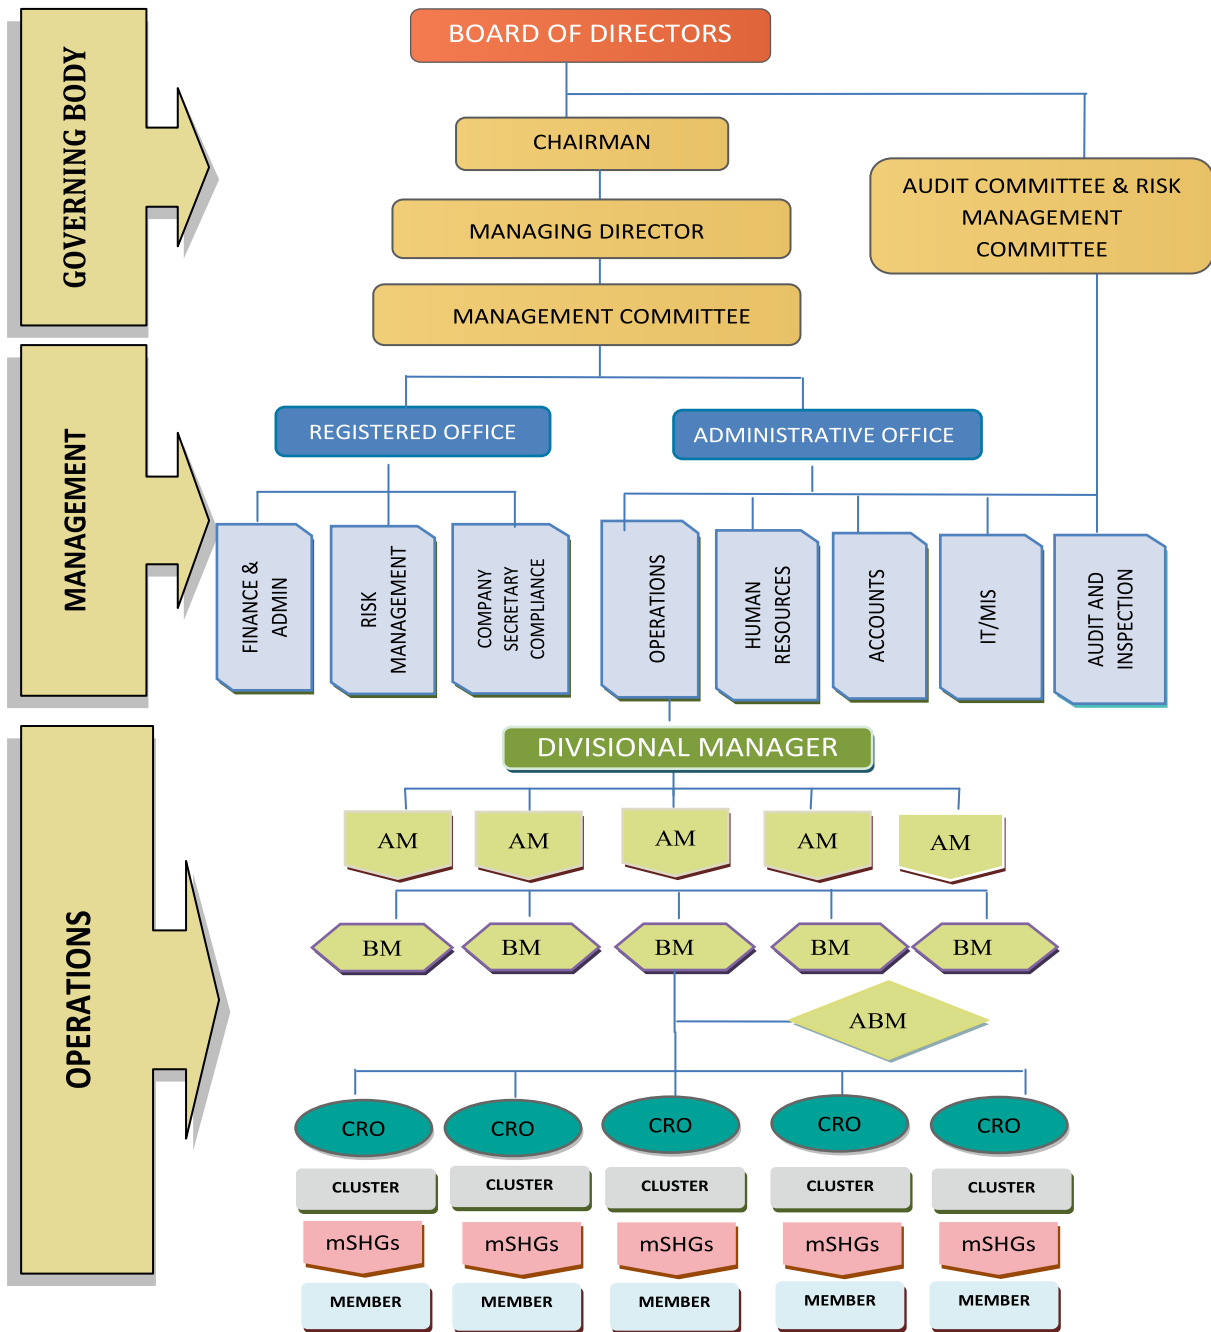 GOVERNING BODY
BOARD OF DIRECTORS
CHAIRMAN
MANAGING DIRECTOR
MANAGEMENT COMMITTEE
AUDIT COMMITTEE & RISK
MANAGEMENT
COMMITTEE
MANAGEMENT
REGISTERED OFFICE
ADMINISTRATIVE OFFICE
FINANCE &
ADMIN
RISK
MANAGEMENT
COMPANY
SECRETARY
COMPLIANCE
OPERATIONS
HUMAN
RESOURCES
ACCOUNTS
IT/MIS
AUDIT AND
INSPECTION
OPERATIONS
DIVISIONAL MANAGER
AM AM AM AM AM
BM BM BM BM BM
ABM
CRO CRO CRO CRO CRO
CLUSTER CLUSTER CLUSTER CLUSTER CLUSTER
mSHGs mSHGs mSHGs mSHGs mSHGs
MEMBER MEMBER MEMBER MEMBER MEMBER